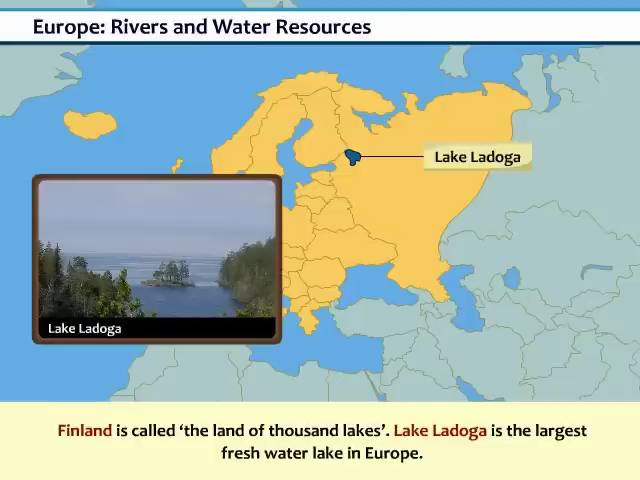 Europe: Rivers and Water Resources
Lake Ladoga
Lake Ladoga
Finland is called ‘the land of thousand lakes’. Lake Ladoga is the largest
fresh water lake in Europe.